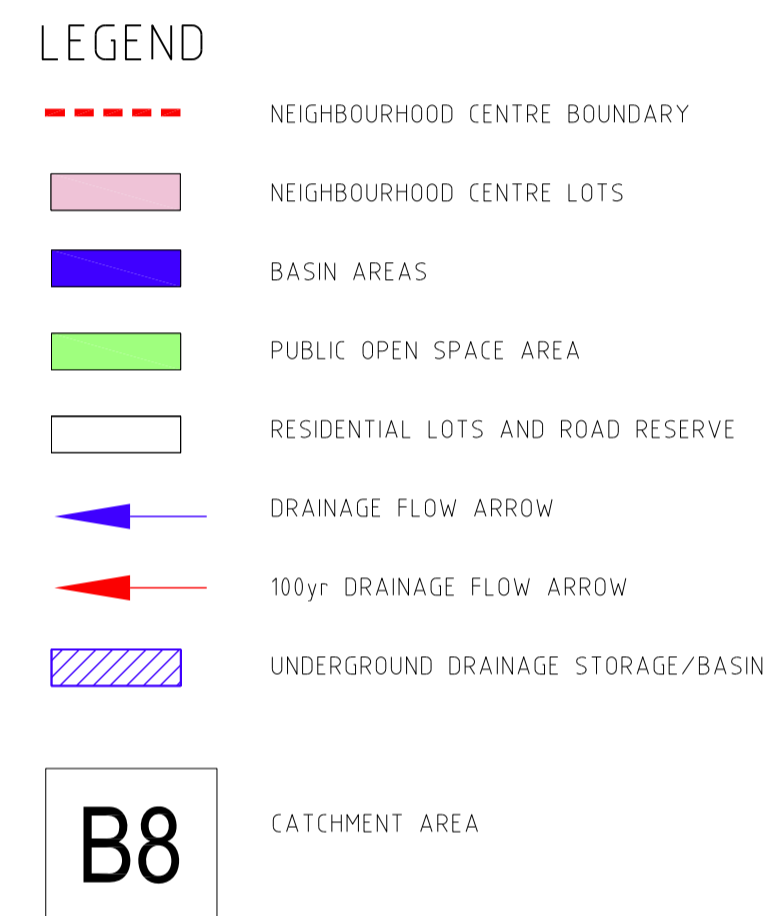 LEGEND
NEIGHBOURHOOD CENTRE BOUNDARY
NEIGHBOURHOOD CENTRE LOTS
BASIN AREAS
PUBLIC OPEN SPACE AREA
RESIDENTIAL LOTS AND ROAD RESERVE
DRAINAGE FLOW ARROW
100yr DRAINAGE FLOW ARROW
UNDERGROUND DRAINAGE STORAGE/BASIN
B8 CATCHMENT AREA